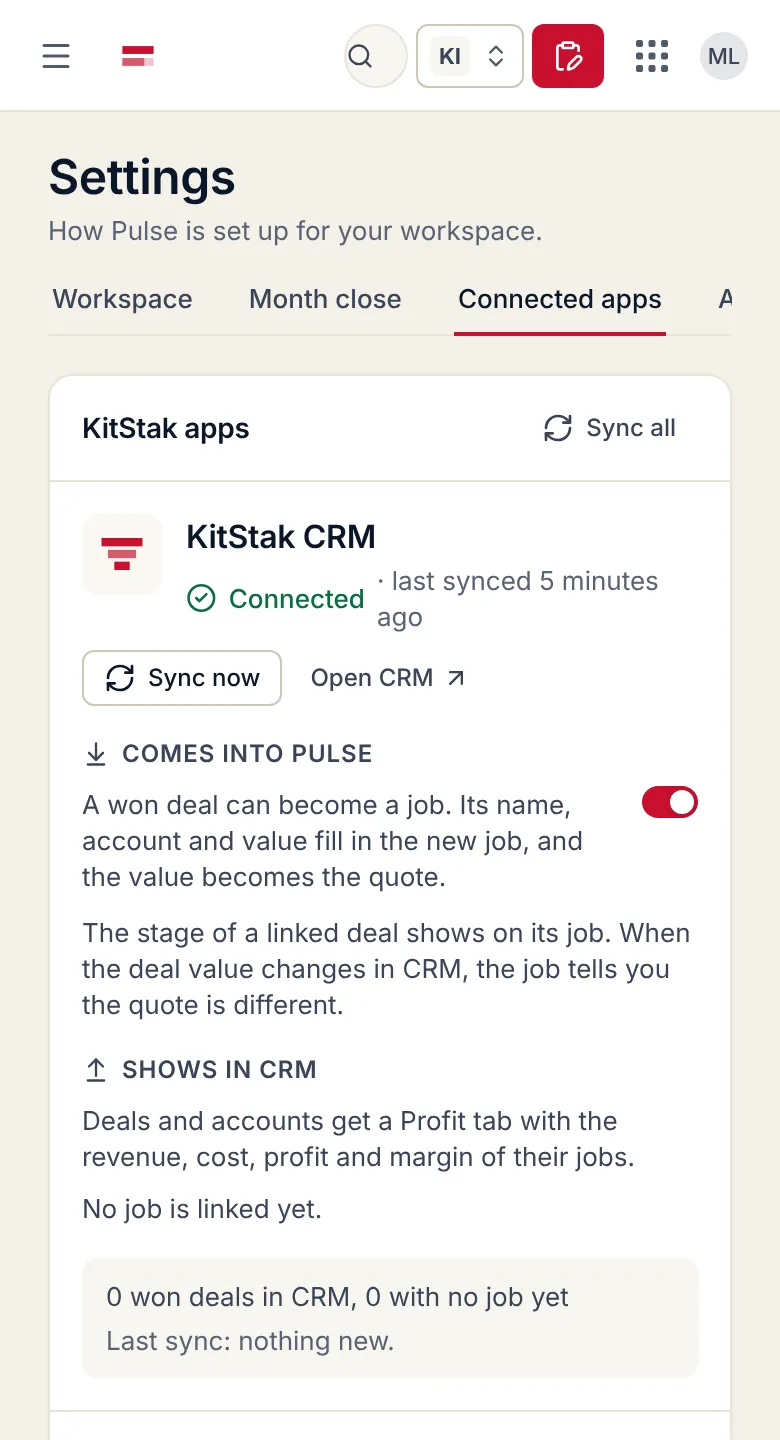 KI
ML
Settings
How Pulse is set up for your workspace.
Workspace Month close Connected apps A
KitStak apps Sync all
KitStak CRM
Connected · last synced 5 minutes
ago
Sync now Open CRM
COMES INTO PULSE
A won deal can become a job. Its name,
account and value fill in the new job, and
the value becomes the quote.
The stage of a linked deal shows on its job. When
the deal value changes in CRM, the job tells you
the quote is different.
SHOWS IN CRM
Deals and accounts get a Profit tab with the
revenue, cost, profit and margin of their jobs.
No job is linked yet.
0 won deals in CRM, 0 with no job yet
Last sync: nothing new.